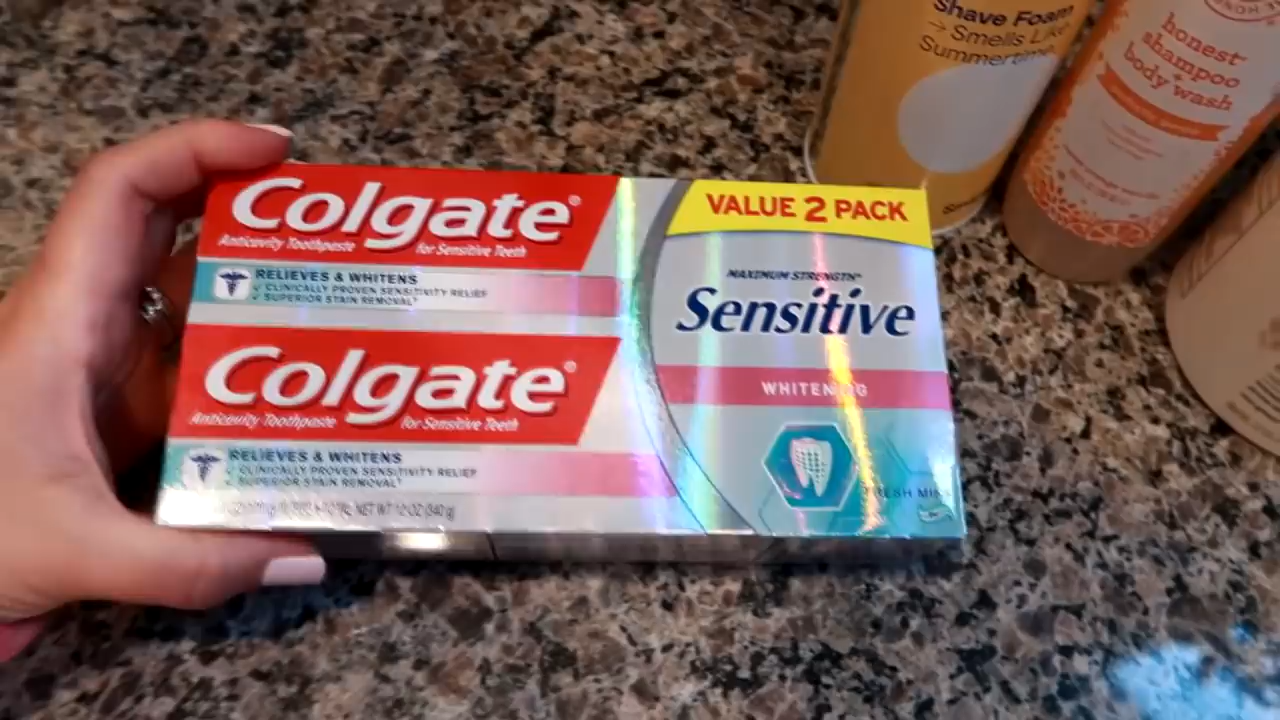 Shave Foam
→ Smells Like
Summertime
honest
shampoo
+
body wash
Colgate®
Anticavity Toothpaste for Sensitive Teeth
RELIEVES & WHITENS
✓ CLINICALLY PROVEN SENSITIVITY RELIEF
✓ SUPERIOR STAIN REMOVAL
VALUE 2 PACK
MAXIMUM STRENGTH
Sensitive
WHITENING
FRESH MINT
Colgate®
Anticavity Toothpaste for Sensitive Teeth
RELIEVES & WHITENS
✓ CLINICALLY PROVEN SENSITIVITY RELIEF
✓ SUPERIOR STAIN REMOVAL
TOTAL NET WT 12 OZ (340 g)